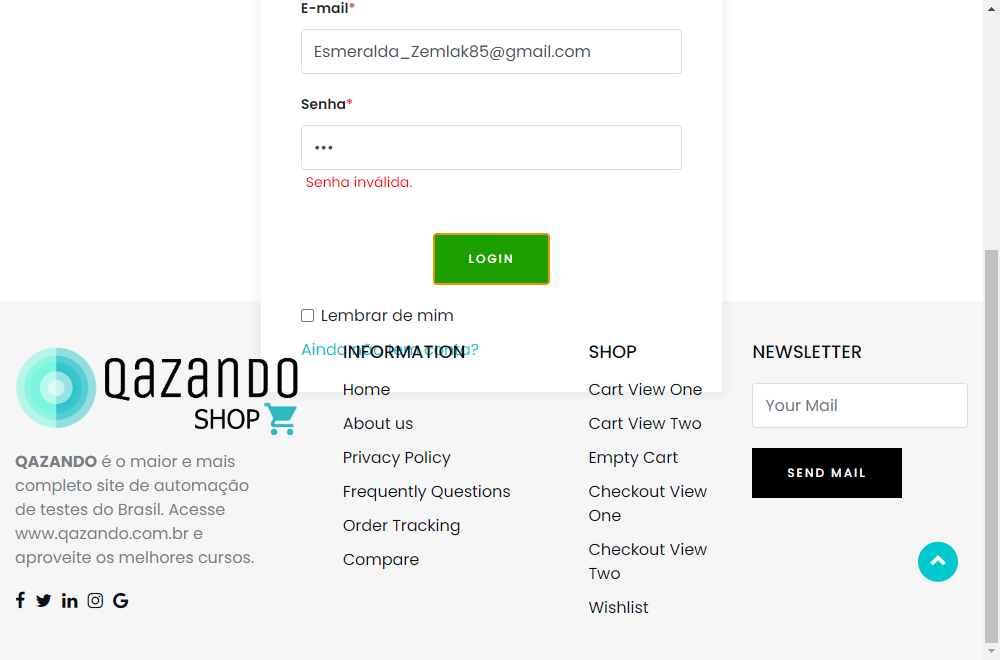 E-mail*
Esmeralda_Zemlak85@gmail.com
Senha*
•••
Senha inválida.
LOGIN
Lembrar de mim
Ainda não tem conta?
QAZANDO
SHOP
QAZANDO é o maior e mais
completo site de automação
de testes do Brasil. Acesse
www.qazando.com.br e
aproveite os melhores cursos.
INFORMATION
Home
About us
Privacy Policy
Frequently Questions
Order Tracking
Compare
SHOP
Cart View One
Cart View Two
Empty Cart
Checkout View
One
Checkout View
Two
Wishlist
NEWSLETTER
Your Mail
SEND MAIL